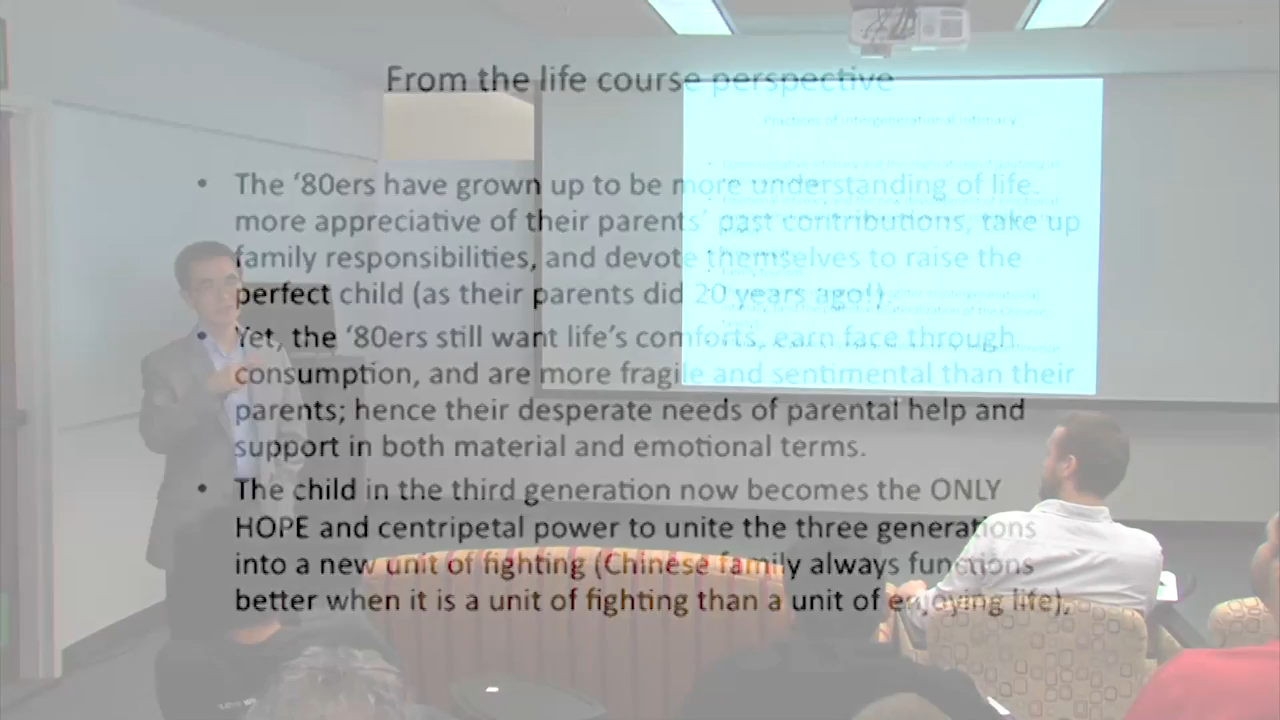 From the life course perspective
• The ‘80ers have grown up to be more understanding of life.
more appreciative of their parents’ past contributions, take up
family responsibilities, and devote themselves to raise the
perfect child (as their parents did 20 years ago!).
• Yet, the ‘80ers still want life’s comforts, earn face through
consumption, and are more fragile and sentimental than their
parents; hence their desperate needs of parental help and
support in both material and emotional terms.
• The child in the third generation now becomes the ONLY
HOPE and centripetal power to unite the three generations
into a new unit of fighting (Chinese family always functions
better when it is a unit of fighting than a unit of enjoying life).
Practices of intergenerational intimacy